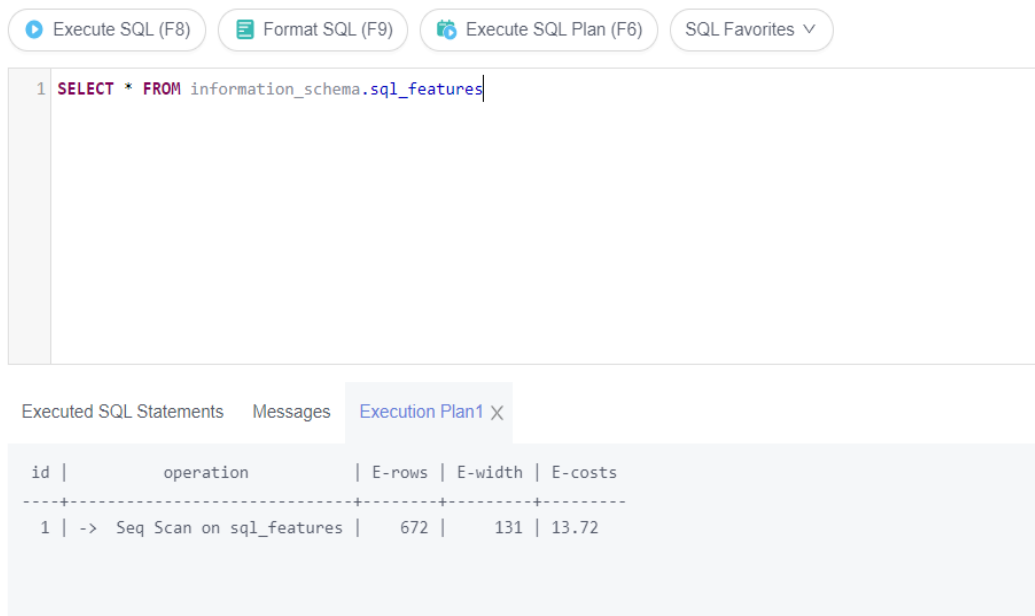 Execute SQL (F8) Format SQL (F9) Execute SQL Plan (F6) SQL Favorites
1 SELECT * FROM information_schema.sql_features
Executed SQL Statements Messages Execution Plan1 X
id | operation | E-rows | E-width | E-costs
----+------------------------------+--------+---------+---------
1 | -> Seq Scan on sql_features | 672 | 131 | 13.72